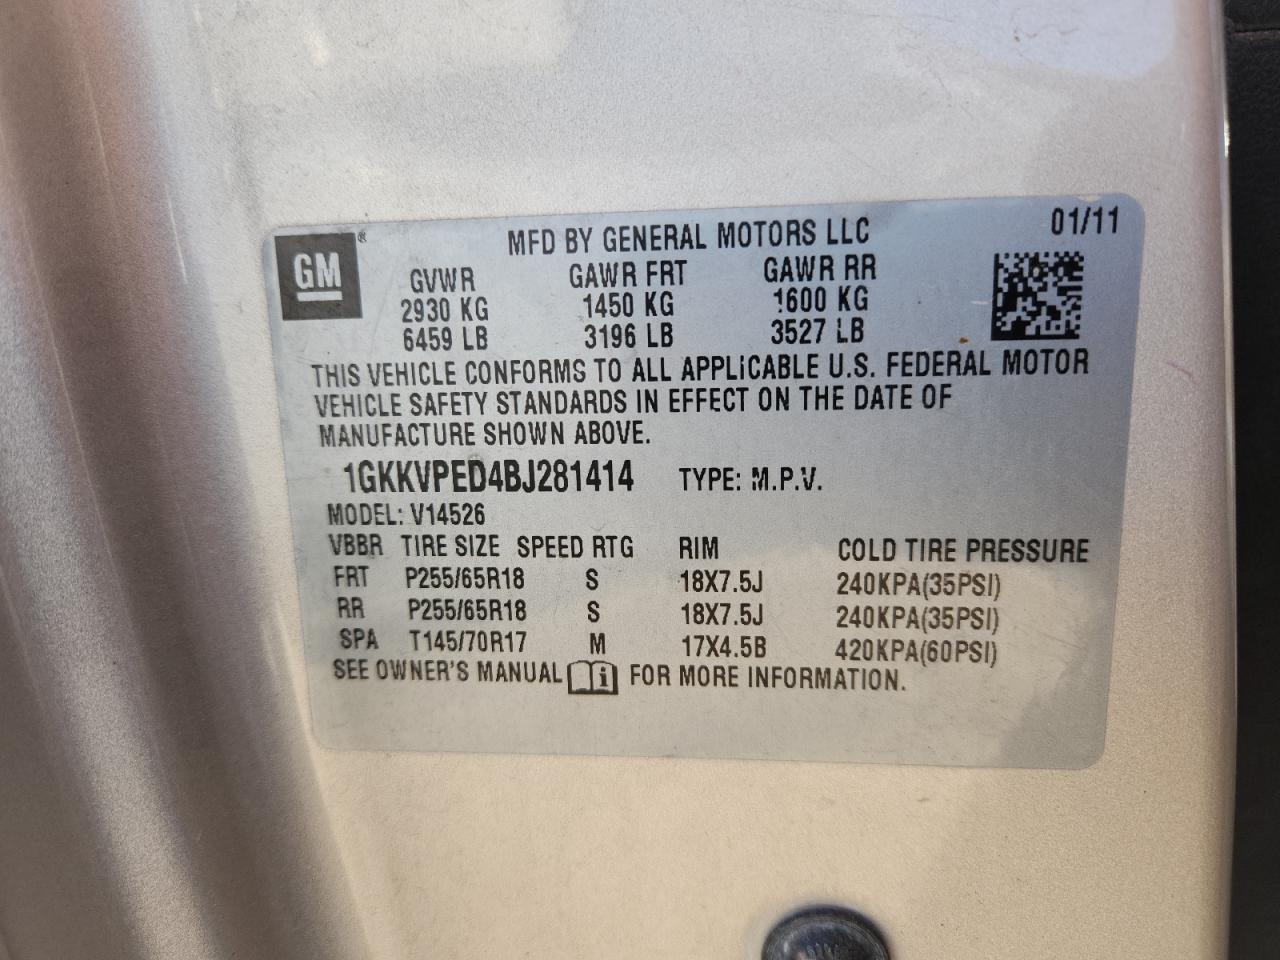 MFD BY GENERAL MOTORS LLC 01/11
GM®
GVWR GAWR FRT GAWR RR
2930 KG 1450 KG 1600 KG
6459 LB 3196 LB 3527 LB
THIS VEHICLE CONFORMS TO ALL APPLICABLE U.S. FEDERAL MOTOR
VEHICLE SAFETY STANDARDS IN EFFECT ON THE DATE OF
MANUFACTURE SHOWN ABOVE.
1GKKVPED4BJ281414 TYPE: M.P.V.
MODEL: V14526
VBBR TIRE SIZE SPEED RTG RIM COLD TIRE PRESSURE
FRT P255/65R18 S 18X7.5J 240KPA(35PSI)
RR P255/65R18 S 18X7.5J 240KPA(35PSI)
SPA T145/70R17 M 17X4.5B 420KPA(60PSI)
SEE OWNER'S MANUAL i FOR MORE INFORMATION.